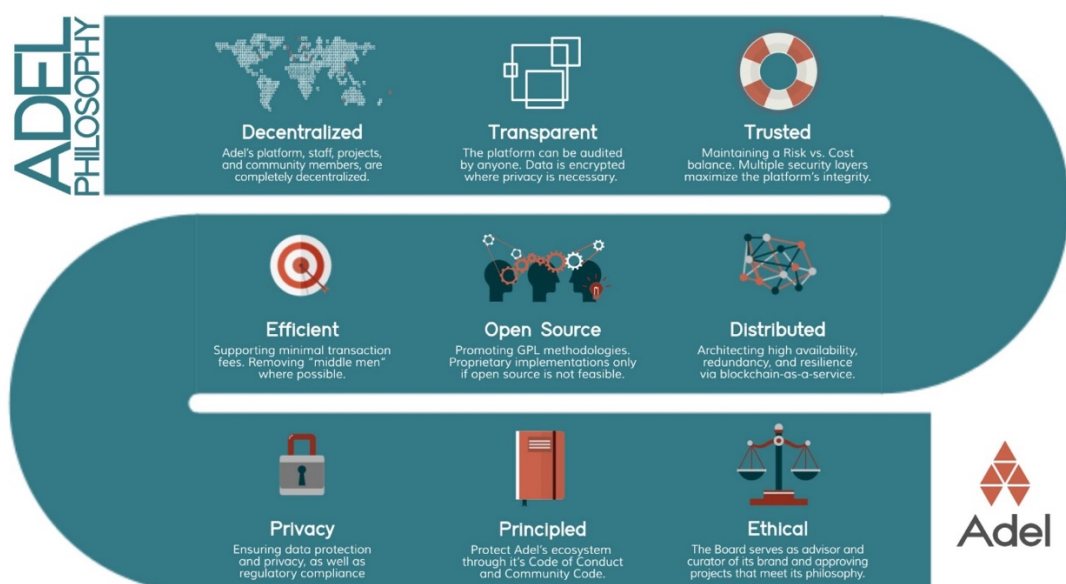 ADEL
PHILOSOPHY
Decentralized
Adel's platform, staff, projects,
and community members, are
completely decentralized.
Transparent
The platform can be audited
by anyone. Data is encrypted
where privacy is necessary.
Trusted
Maintaining a Risk vs. Cost
balance. Multiple security layers
maximize the platform's integrity.
Efficient
Supporting minimal transaction
fees. Removing "middle men"
where possible.
Open Source
Promoting GPL methodologies.
Proprietary implementations only
if open source is not feasible.
Distributed
Architecting high availability,
redundancy, and resilience
via blockchain-as-a-service.
Privacy
Ensuring data protection
and privacy, as well as
regulatory compliance
Principled
Protect Adel's ecosystem
through it's Code of Conduct
and Community Code.
Ethical
The Board serves as advisor and
curator of its brand and approving
projects that meet its philosophy.
Adel